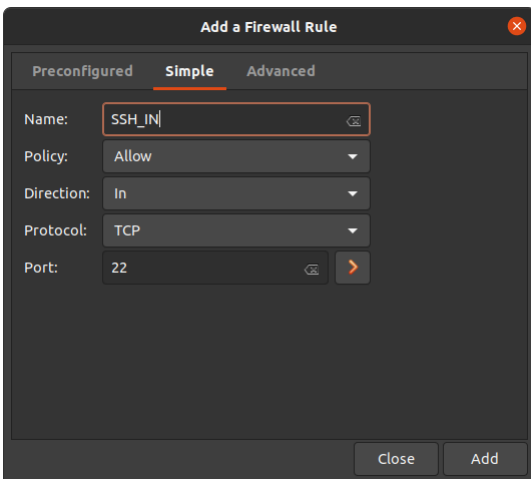 Add a Firewall Rule
Preconfigured Simple Advanced
Name: SSH_IN
Policy: Allow
Direction: In
Protocol: TCP
Port: 22
Close Add